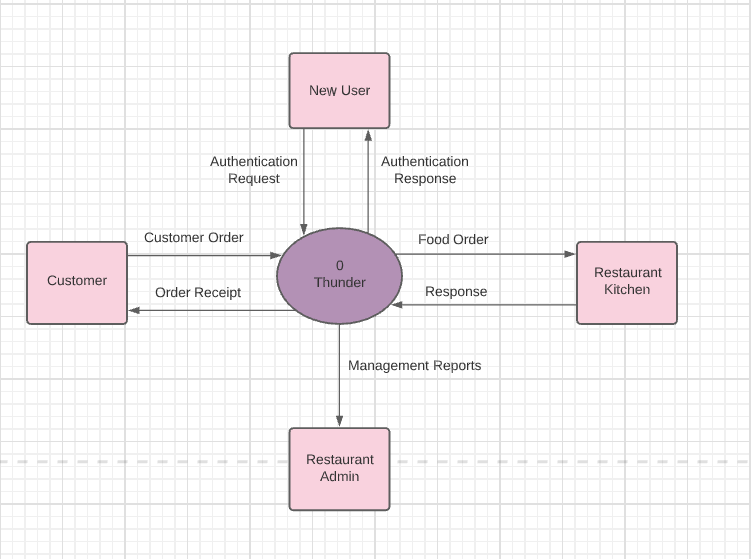 New User
Authentication
Request
Authentication
Response
Customer Order
Food Order
0
Thunder
Customer
Restaurant
Kitchen
Order Receipt
Response
Management Reports
Restaurant
Admin